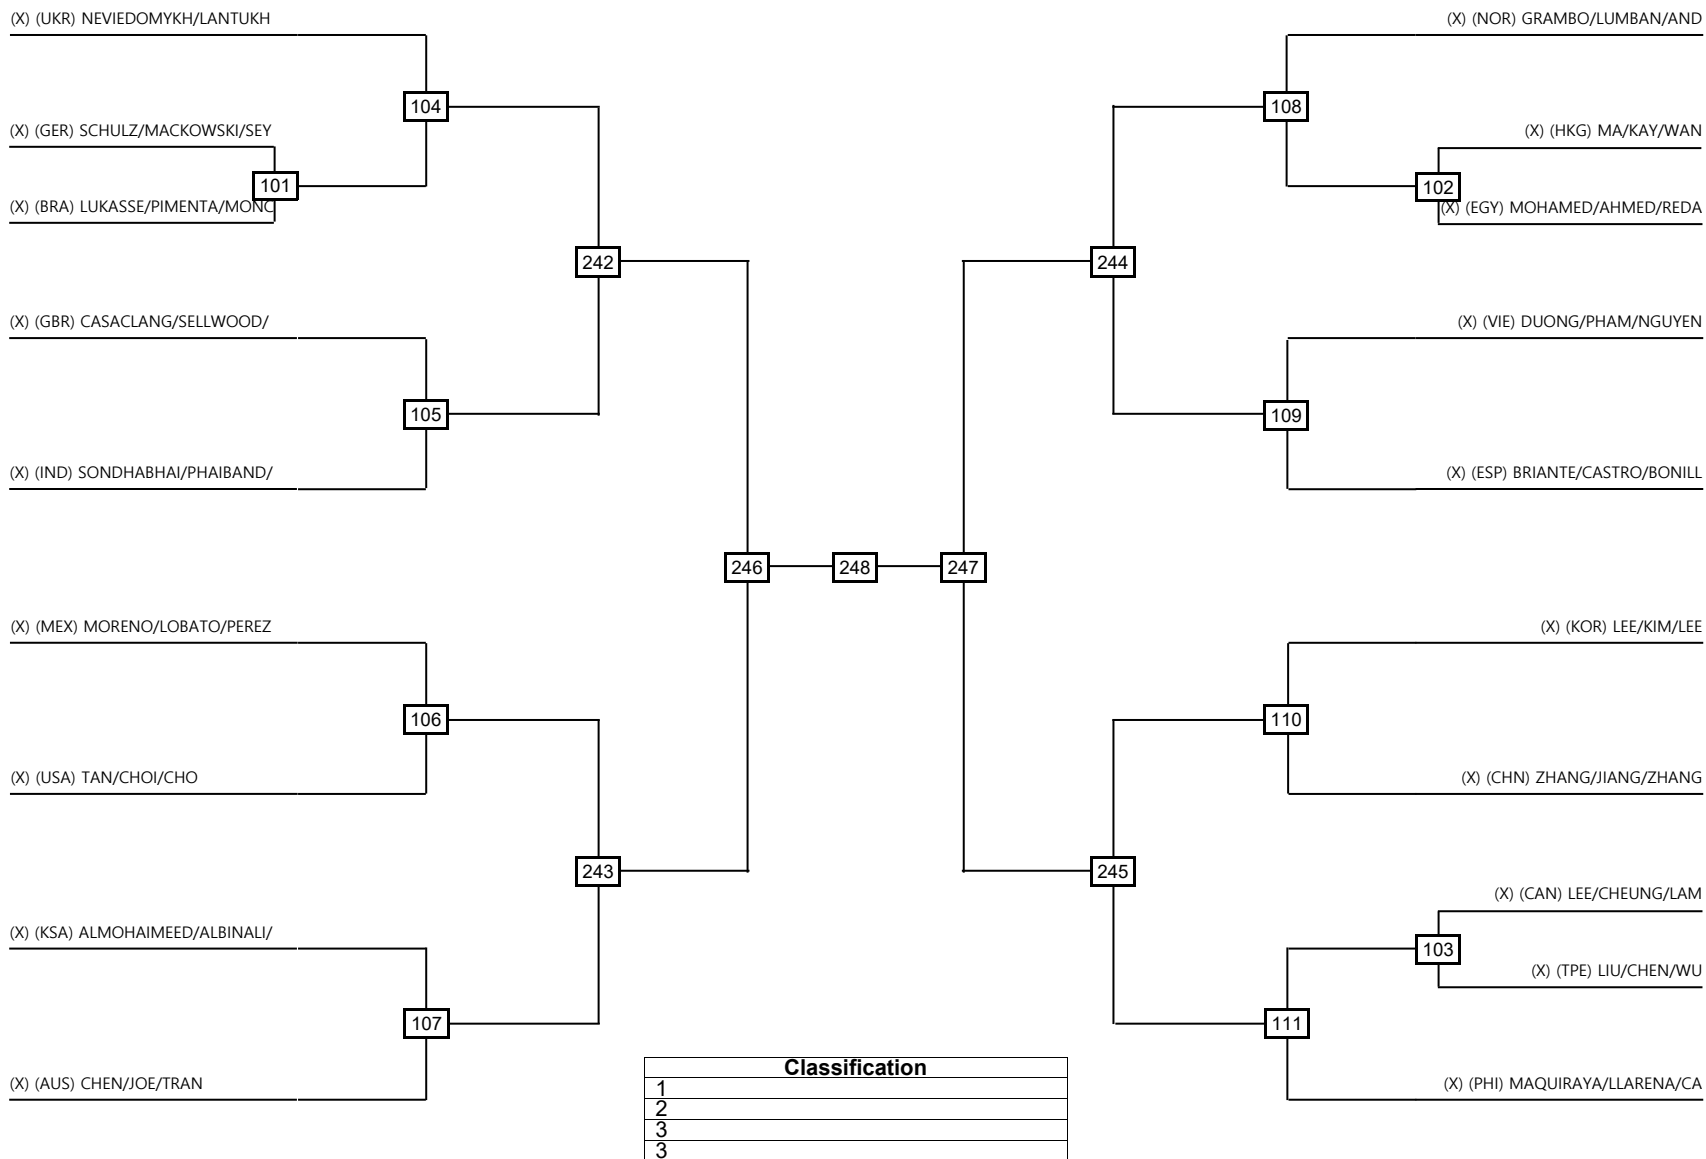 (X) (UKR) NEVIEDOMYKH/LANTUKH
104
(X) (GER) SCHULZ/MACKOWSKI/SEY
101
(X) (BRA) LUKASSE/PIMENTA/MONC
242
(X) (GBR) CASACLANG/SELLWOOD/
105
(X) (IND) SONDHABHAI/PHAIBAND/
246
248
247
(X) (MEX) MORENO/LOBATO/PEREZ
106
(X) (USA) TAN/CHOI/CHO
243
(X) (KSA) ALMOHAIMEED/ALBINALI/
107
(X) (AUS) CHEN/JOE/TRAN
(X) (NOR) GRAMBO/LUMBAN/AND
108
(X) (HKG) MA/KAY/WAN
102
(X) (EGY) MOHAMED/AHMED/REDA
244
(X) (VIE) DUONG/PHAM/NGUYEN
109
(X) (ESP) BRIANTE/CASTRO/BONILL
(X) (KOR) LEE/KIM/LEE
110
(X) (CHN) ZHANG/JIANG/ZHANG
245
(X) (CAN) LEE/CHEUNG/LAM
103
(X) (TPE) LIU/CHEN/WU
111
(X) (PHI) MAQUIRAYA/LLARENA/CA
Classification
1
2
3
3